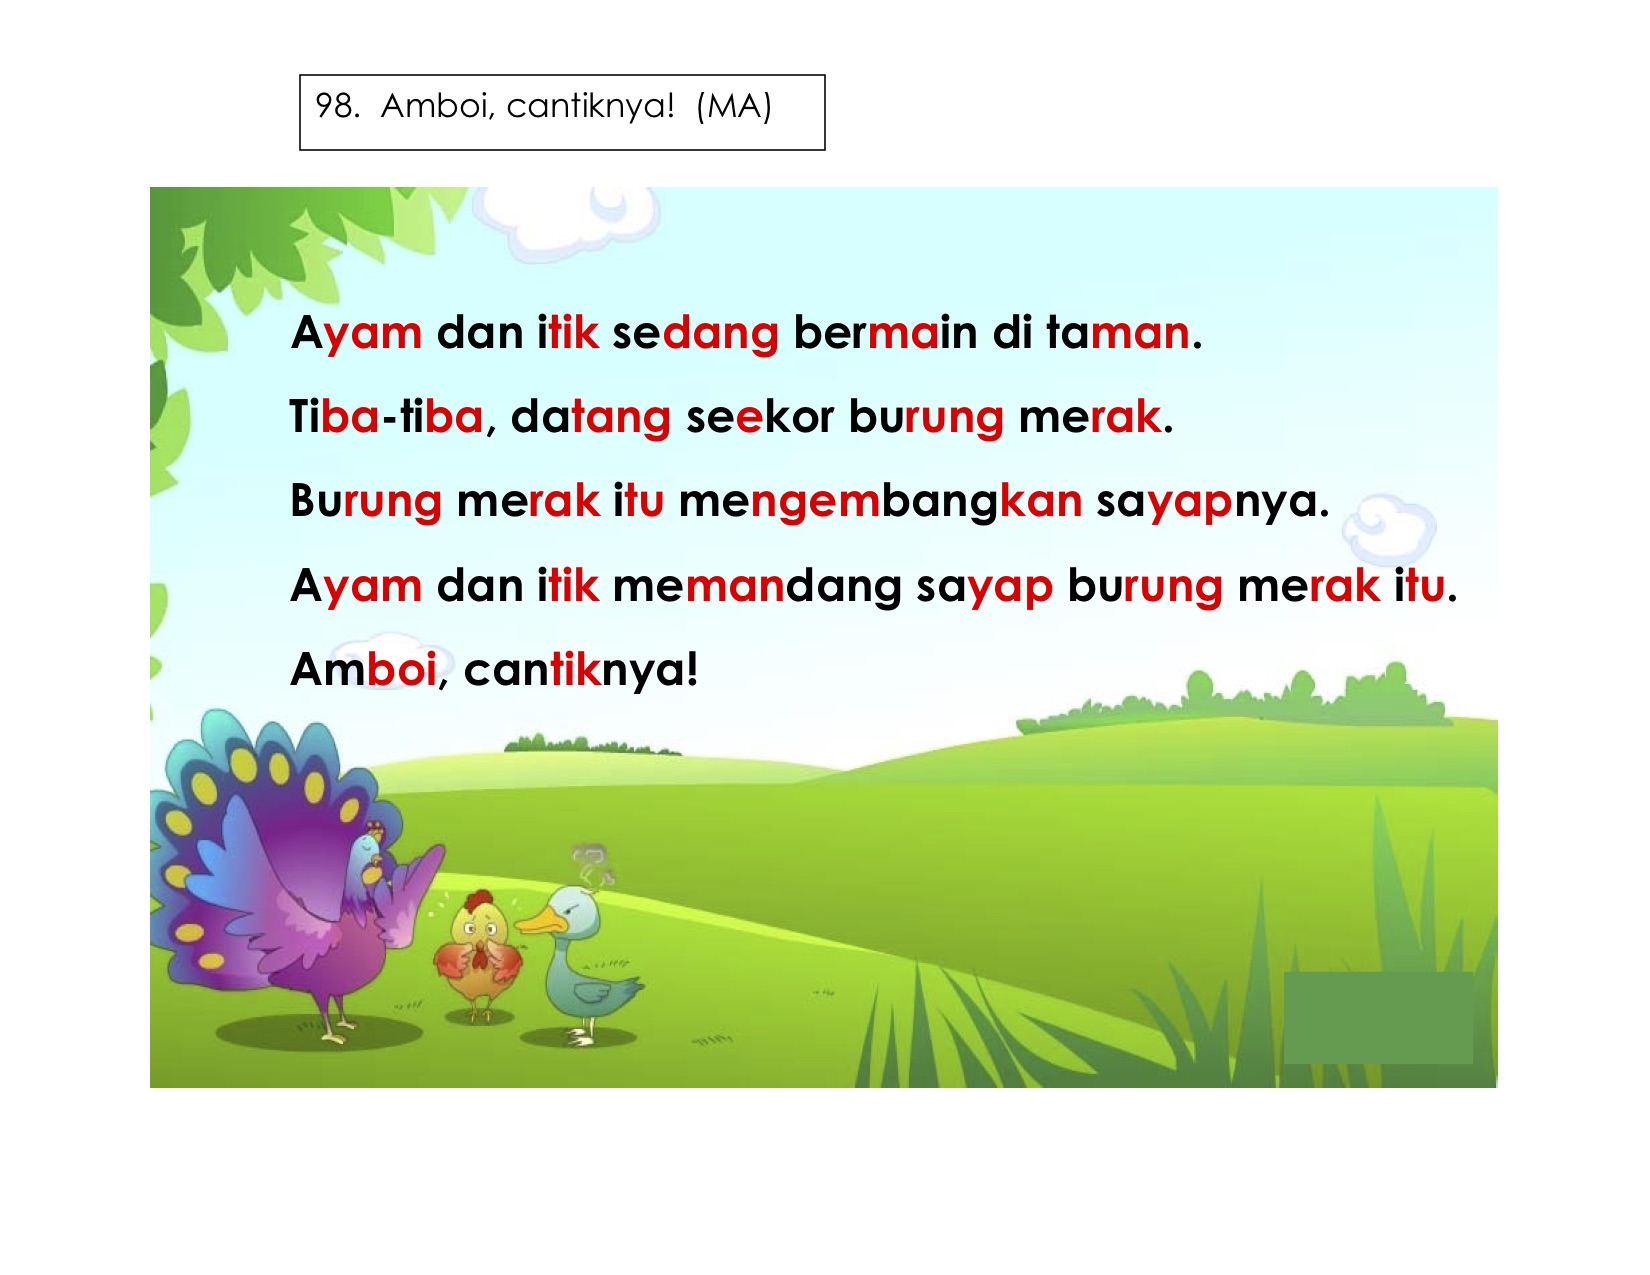 98. Amboi, cantiknya! (MA)
Ayam dan itik sedang bermain di taman.
Tiba-tiba, datang seekor burung merak.
Burung merak itu mengembangkan sayapnya.
Ayam dan itik memandang sayap burung merak itu.
Amboi, cantiknya!